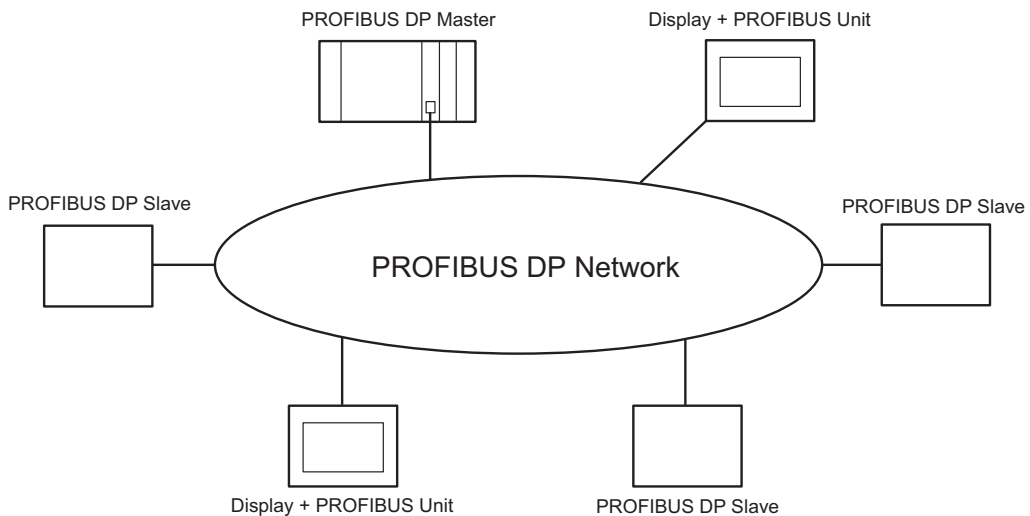 PROFIBUS DP Master
Display + PROFIBUS Unit
PROFIBUS DP Slave
PROFIBUS DP Slave
PROFIBUS DP Network
Display + PROFIBUS Unit
PROFIBUS DP Slave